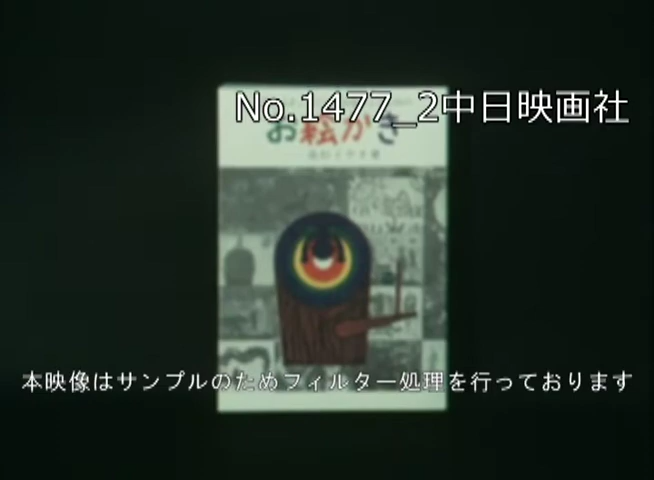 No.1477_2中日映画社
お絵かき
本映像はサンプルのためフィルター処理を行っております